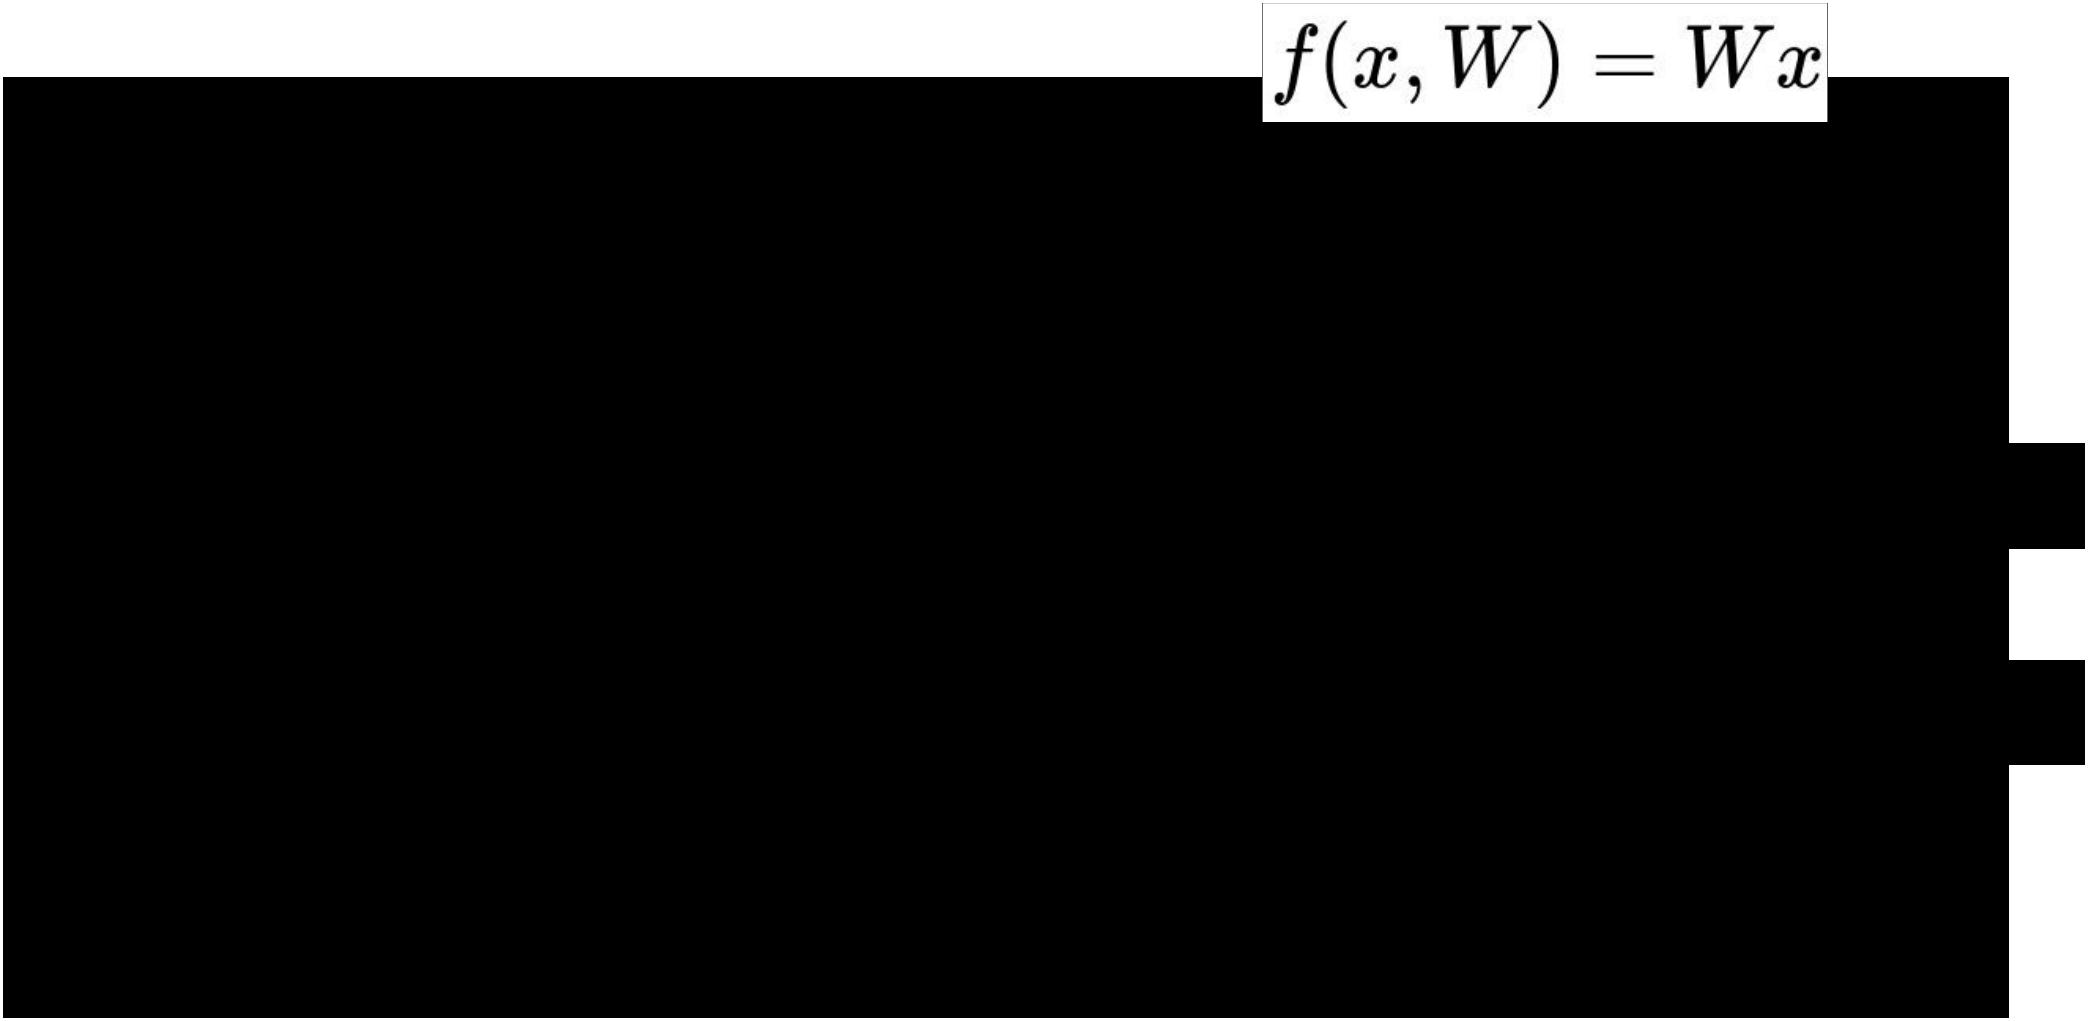 f(x, W) = Wx